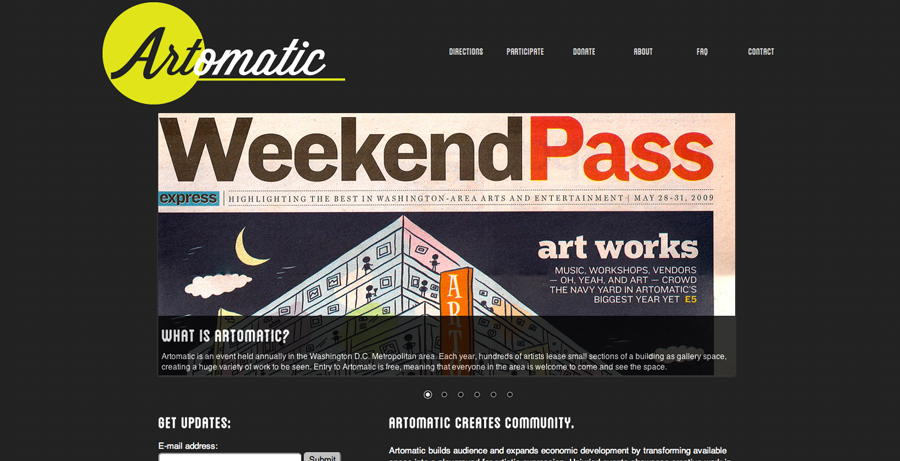 Artomatic
DIRECTIONS PARTICIPATE DONATE ABOUT FAQ CONTACT
WeekendPass
express HIGHLIGHTING THE BEST IN WASHINGTON-AREA ARTS AND ENTERTAINMENT | MAY 28-31, 2009
art works
MUSIC, WORKSHOPS, VENDORS
— OH, YEAH, AND ART — CROWD
THE NAVY YARD IN ARTOMATIC'S
BIGGEST YEAR YET E5
ART
WHAT IS ARTOMATIC?
Artomatic is an event held annually in the Washington D.C. Metropolitan area. Each year, hundreds of artists lease small sections of a building as gallery space,
creating a huge variety of work to be seen. Entry to Artomatic is free, meaning that everyone in the area is welcome to come and see the space.
GET UPDATES:
E-mail address:
Submit
ARTOMATIC CREATES COMMUNITY.
Artomatic builds audience and expands economic development by transforming available